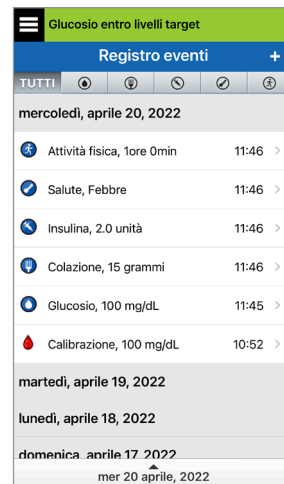 Glucosio entro livelli target
Registro eventi +
TUTTI
mercoledì, aprile 20, 2022
Attività fisica, 1ore 0min 11:46
Salute, Febbre 11:46
Insulina, 2.0 unità 11:46
Colazione, 15 grammi 11:46
Glucosio, 100 mg/dL 11:45
Calibrazione, 100 mg/dL 10:52
martedì, aprile 19, 2022
lunedì, aprile 18, 2022
domenica, aprile 17, 2022
mer 20 aprile, 2022